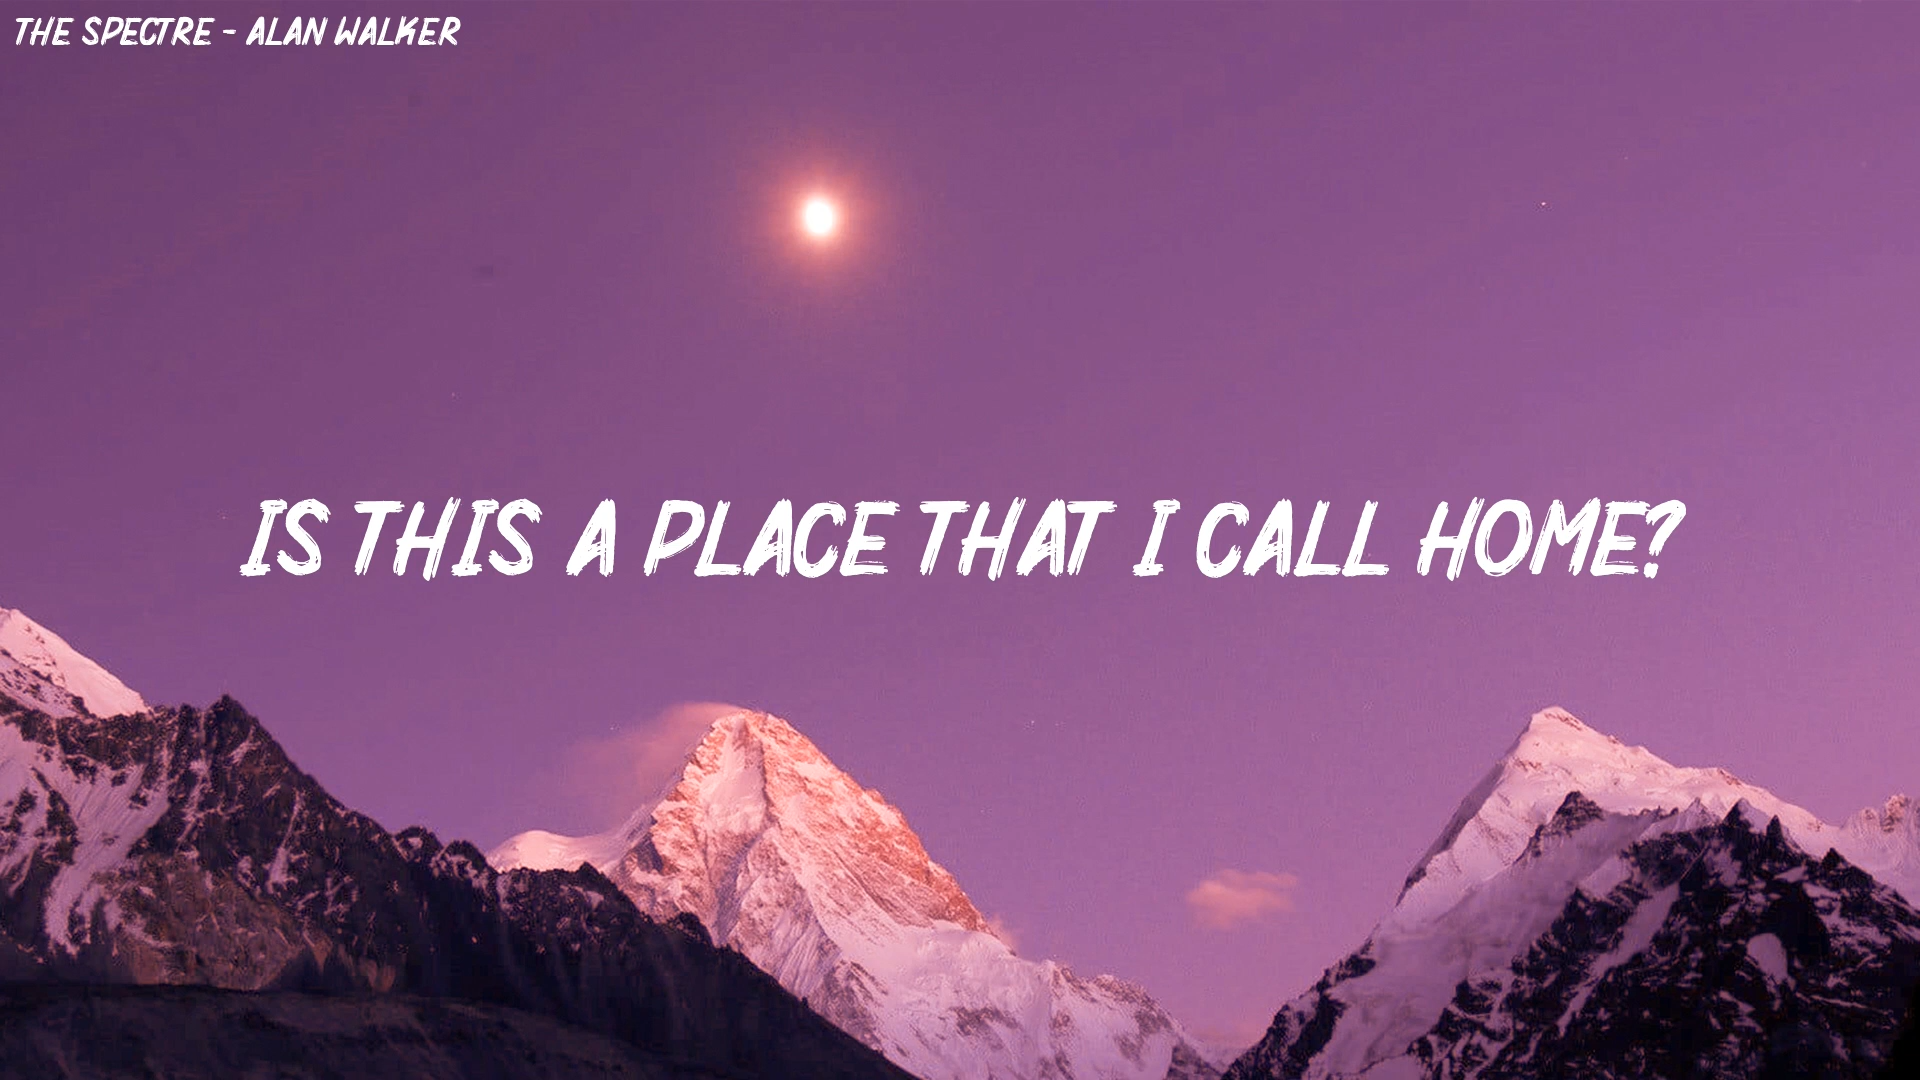 THE SPECTRE - ALAN WALKER
IS THIS A PLACE THAT I CALL HOME?